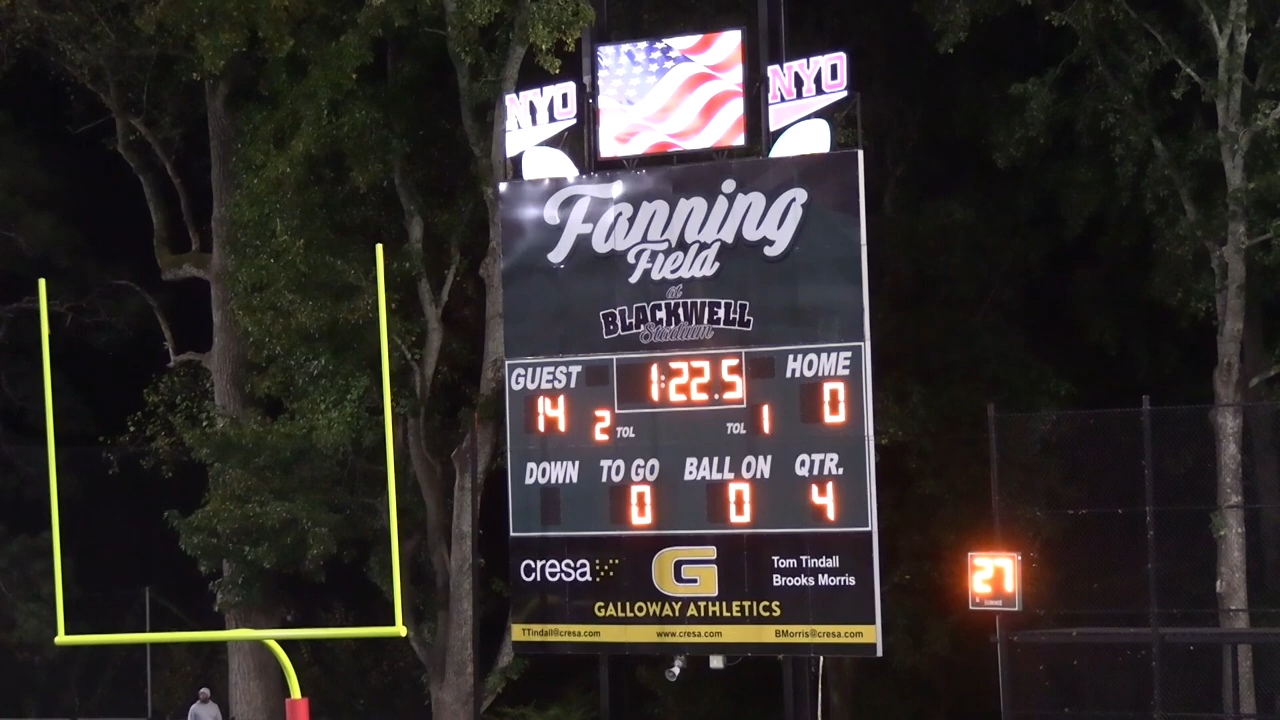 NYO NYO
Fanning
Field
at
BLACKWELL
Stadium
GUEST 1:22.5 HOME
14 2 TOL TOL 1 0
DOWN TO GO BALL ON QTR.
0 0 4
27
cresa G Tom Tindall
Brooks Morris
GALLOWAY ATHLETICS
TTindall@cresa.com www.cresa.com BMorris@cresa.com